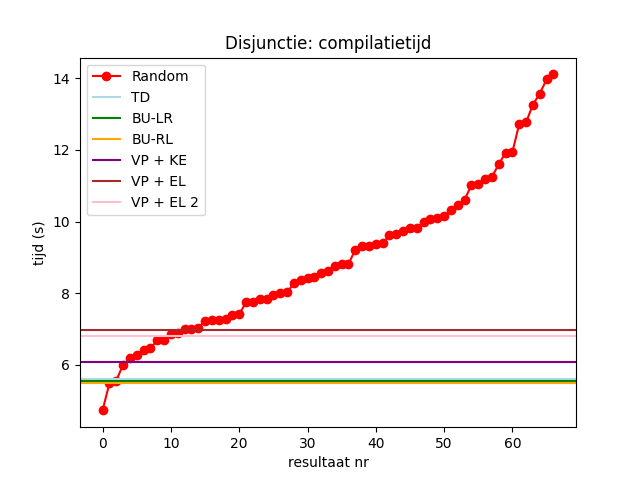 Disjunctie: compilatietijd
tijd (s)
14
12
10
8
6
Random
TD
BU-LR
BU-RL
VP + KE
VP + EL
VP + EL 2
0 10 20 30 40 50 60
resultaat nr